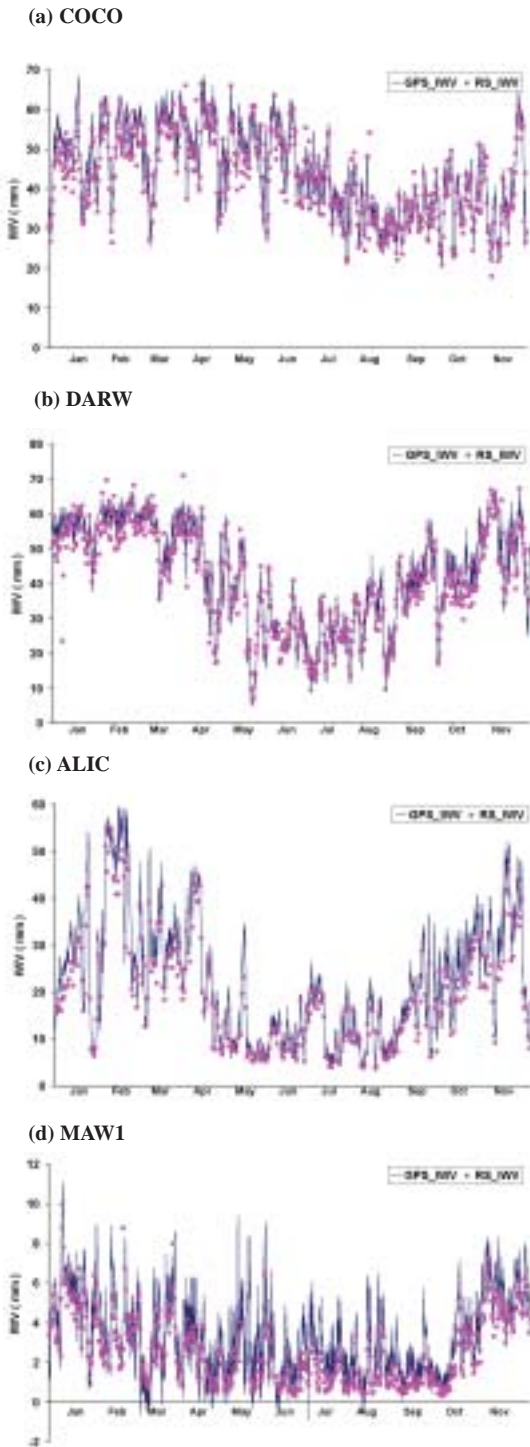 (a) COCO
GPS_IWV RS_IWV
70
60
50
40
30
20
10
0
IWV (mm)
Jan Feb Mar Apr May Jun Jul Aug Sep Oct Nov
(b) DARW
GPS_IWV RS_IWV
80
70
60
50
40
30
20
10
0
IWV (mm)
Jan Feb Mar Apr May Jun Jul Aug Sep Oct Nov
(c) ALIC
GPS_IWV RS_IWV
60
50
40
30
20
10
0
IWV (mm)
Jan Feb Mar Apr May Jun Jul Aug Sep Oct Nov
(d) MAW1
GPS_IWV RS_IWV
12
10
8
6
4
2
0
-2
IWV (mm)
Jan Feb Mar Apr May Jun Jul Aug Sep Oct Nov